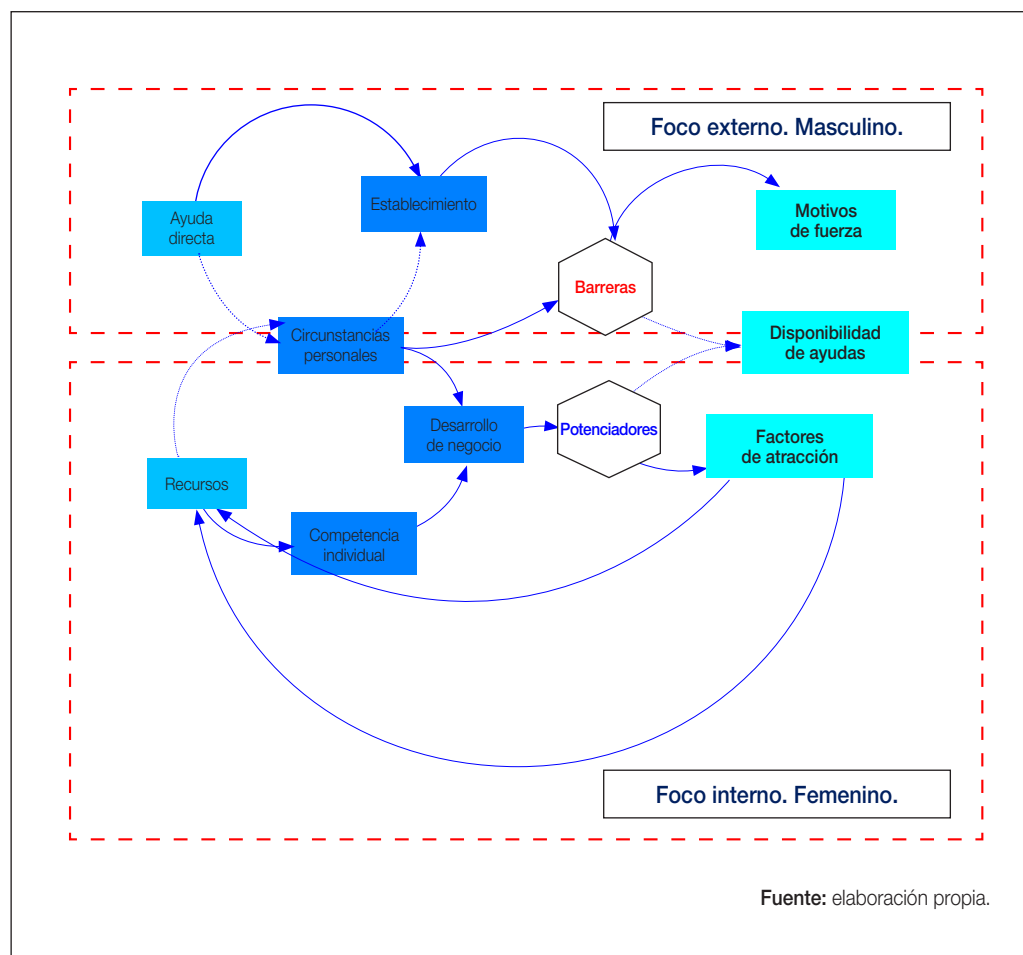 Foco externo. Masculino.
Ayuda
directa
Establecimiento
Motivos
de fuerza
Barreras
Circunstancias
personales
Disponibilidad
de ayudas
Desarrollo
de negocio
Potenciadores
Factores
de atracción
Recursos
Competencia
individual
Foco interno. Femenino.
Fuente: elaboración propia.